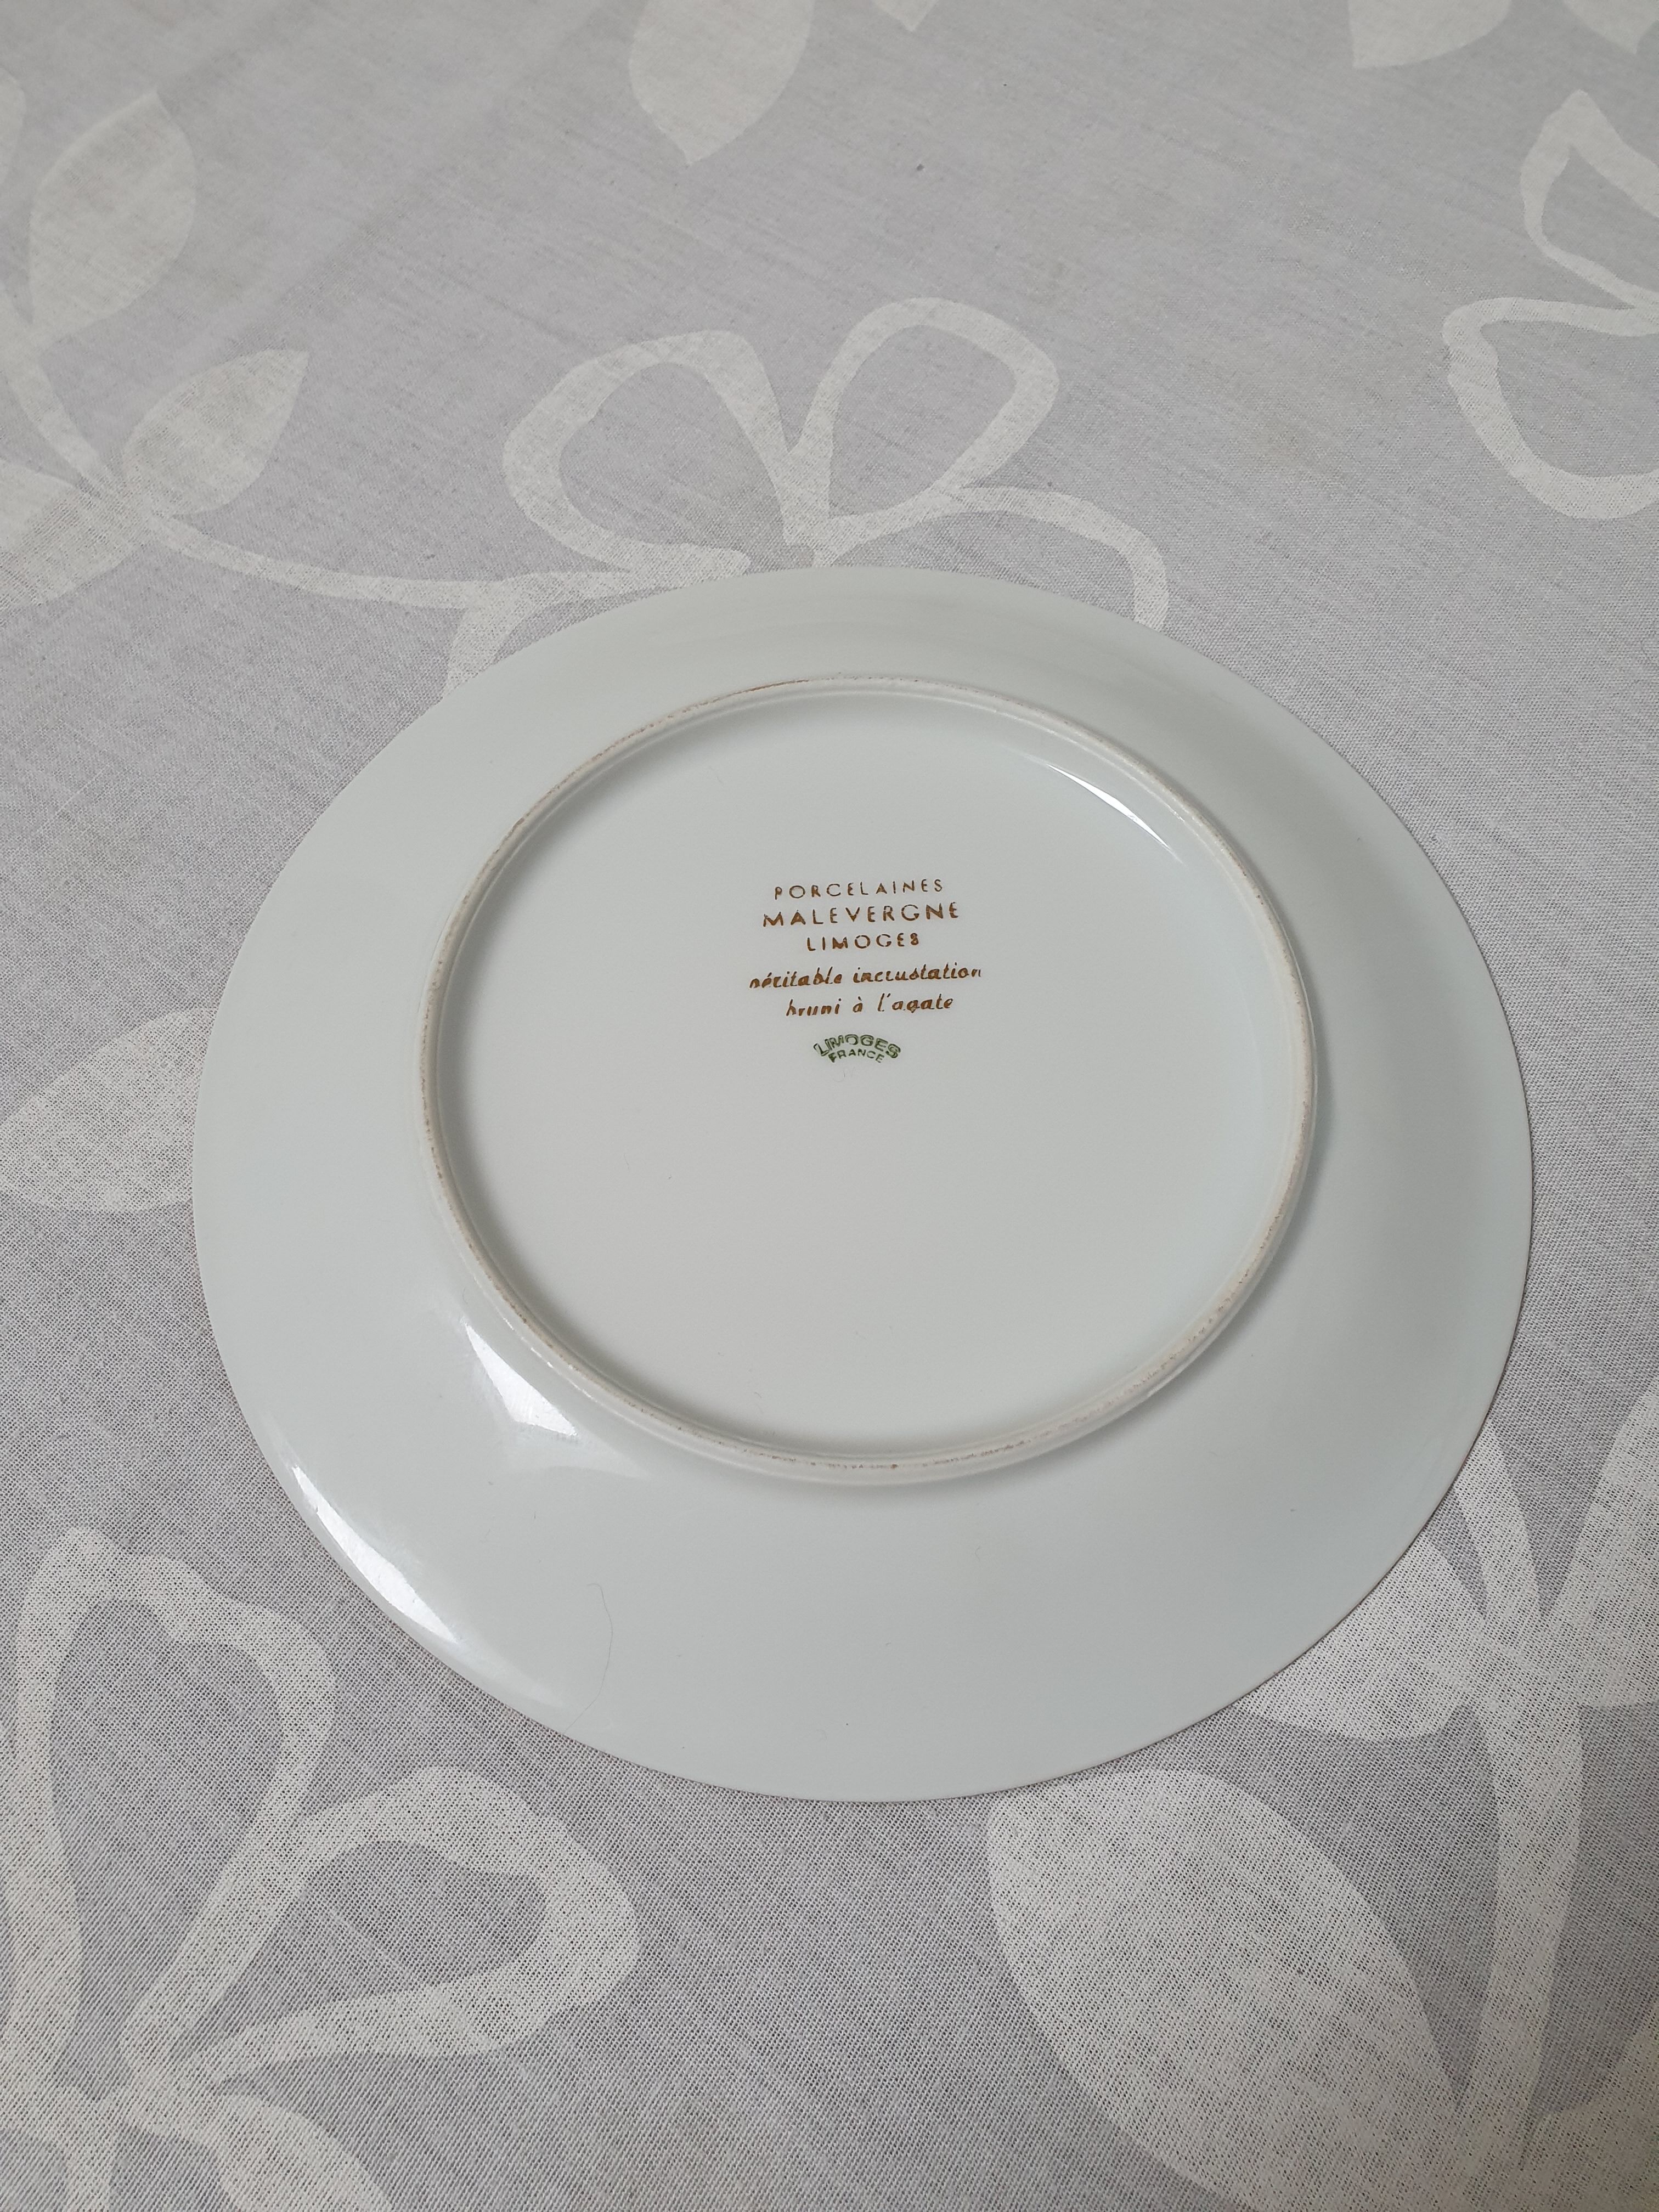 PORCELAINES
MALEVERGNE
LIMOGES
véritable incrustation
bruni à l'agate
LIMOGES
FRANCE